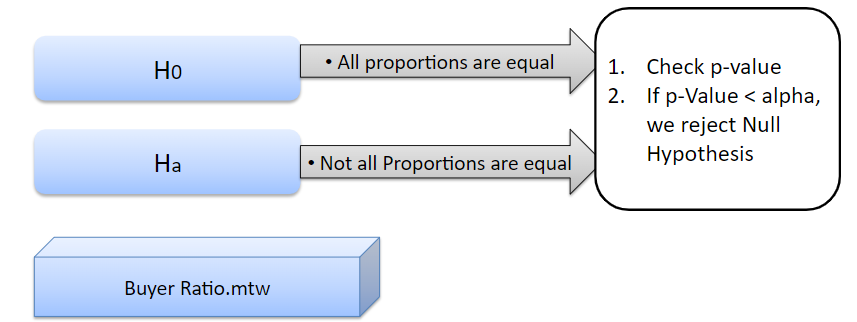 H0
• All proportions are equal
Ha
• Not all Proportions are equal
1. Check p-value
2. If p-Value < alpha,
we reject Null
Hypothesis
Buyer Ratio.mtw